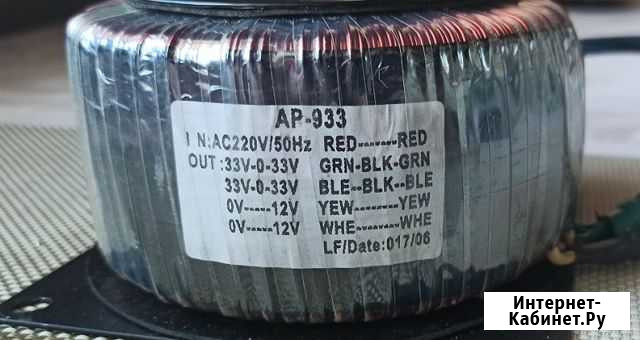 AP-933
I N:AC220V/50Hz RED-------RED
OUT :33V-0-33V GRN-BLK-GRN
33V-0-33V BLE--BLK--BLE
0V-----12V YEW--------YEW
0V-----12V WHE--------WHE
LF/Date:017/06
Интернет-
Кабинет.Ру